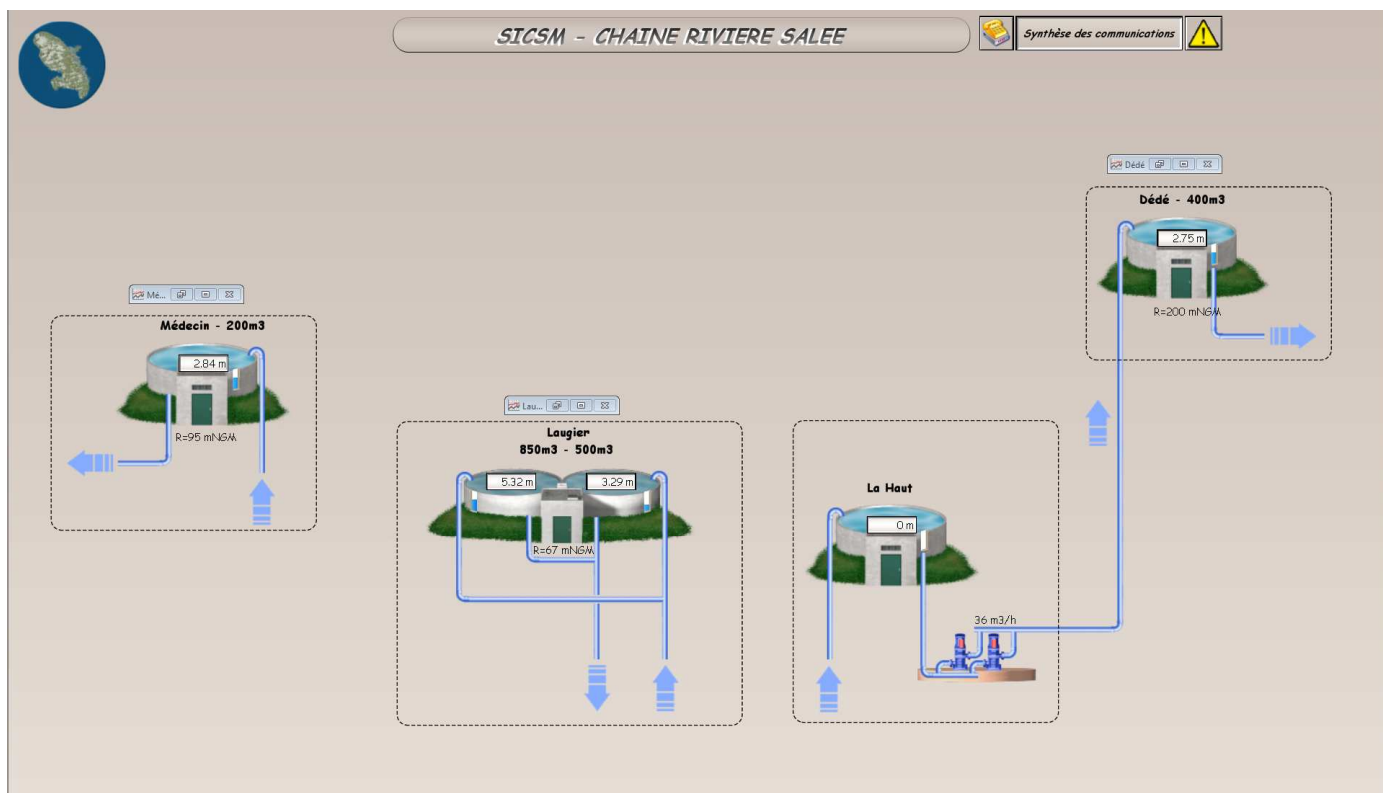 SICSM - CHAINE RIVIERE SALEE
Synthèse des communications
Dédé
Dédé - 400m3
2.75 m
R=200 mNGM
Mé...
Médecin - 200m3
2.84 m
R=95 mNGM
Lau...
Laugier
850m3 - 500m3
5.32 m
3.29 m
R=67 mNGM
La Haut
0 m
36 m3/h